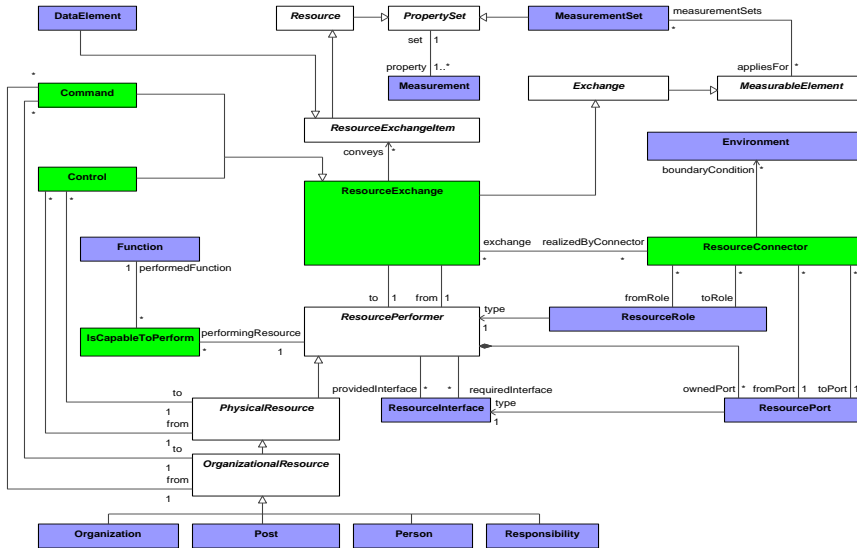 DataElement
Resource
PropertySet
MeasurementSet
measurementSets
*
set
1
property
1..*
appliesFor
*
Measurement
Exchange
MeasurableElement
*
Command
*
ResourceExchangeItem
conveys
*
Environment
boundaryCondition
*
Control
*
*
ResourceExchange
Function
1
performedFunction
exchange
realizedByConnector
*
*
ResourceConnector
*
*
*
*
to
1
from
1
fromRole
toRole
*
ResourcePerformer
type
1
ResourceRole
IsCapableToPerform
performingResource
*
1
providedInterface
*
*
requiredInterface
ownedPort
*
fromPort
1
toPort
1
to
1
PhysicalResource
ResourceInterface
type
1
ResourcePort
from
1
to
1
OrganizationalResource
from
1
Organization
Post
Person
Responsibility